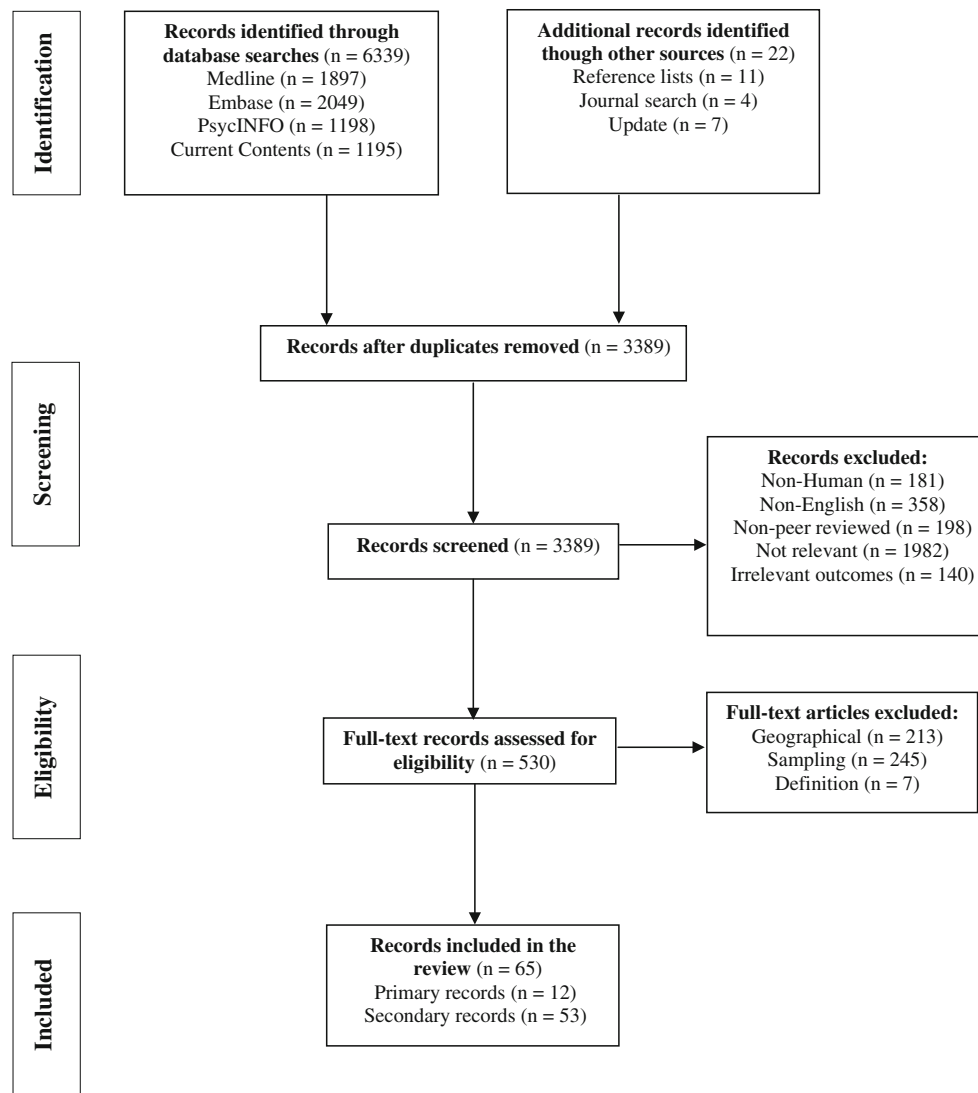 Identification
Records identified through
database searches (n = 6339)
Medline (n = 1897)
Embase (n = 2049)
PsycINFO (n = 1198)
Current Contents (n = 1195)
Additional records identified
though other sources (n = 22)
Reference lists (n = 11)
Journal search (n = 4)
Update (n = 7)
Records after duplicates removed (n = 3389)
Screening
Records screened (n = 3389)
Records excluded:
Non-Human (n = 181)
Non-English (n = 358)
Non-peer reviewed (n = 198)
Not relevant (n = 1982)
Irrelevant outcomes (n = 140)
Eligibility
Full-text records assessed for
eligibility (n = 530)
Full-text articles excluded:
Geographical (n = 213)
Sampling (n = 245)
Definition (n = 7)
Included
Records included in the
review (n = 65)
Primary records (n = 12)
Secondary records (n = 53)